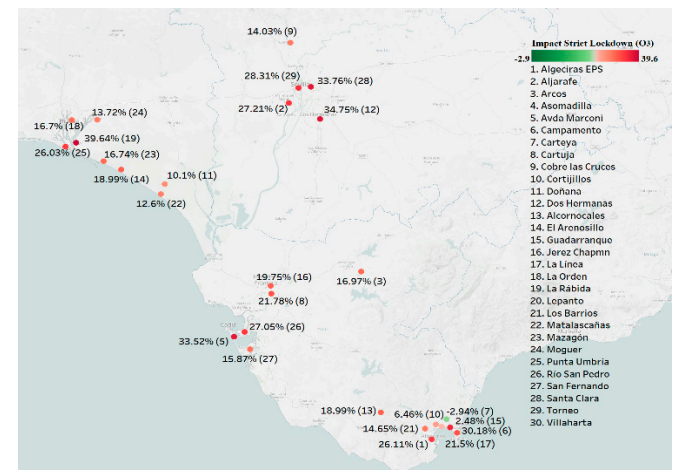 14.03% (9)
28.31% (29)
33.76% (28)
27.21% (2)
34.75% (12)
13.72% (24)
16.7% (18)
39.64% (19)
26.03% (25)
16.74% (23)
18.99% (14)
10.1% (11)
12.6% (22)
19.75% (16)
21.78% (8)
16.97% (3)
27.05% (26)
33.52% (5)
15.87% (27)
18.99% (13)
6.46% (10)
-2.94% (7)
2.48% (15)
14.65% (21)
30.18% (6)
26.11% (1)
21.5% (17)
Impact Strict Lockdown (O3)
-2.9
39.6
1. Algeciras EPS
2. Aljarafe
3. Arcos
4. Asomadilla
5. Avda Marconi
6. Campamento
7. Carteya
8. Cartuja
9. Cobre las Cruces
10. Cortijillos
11. Doñana
12. Dos Hermanas
13. Alcornocales
14. El Arenosillo
15. Guadarranque
16. Jerez Chapmn
17. La Línea
18. La Orden
19. La Rábida
20. Lepanto
21. Los Barrios
22. Matalascañas
23. Mazagón
24. Moguer
25. Punta Umbría
26. Río San Pedro
27. San Fernando
28. Santa Clara
29. Torneo
30. Villaharta